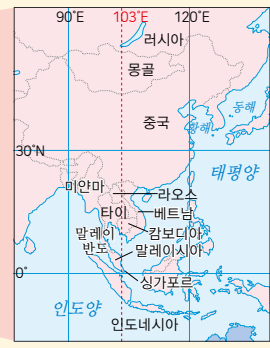 90°E 103°E 120°E
러시아
몽골
중국
동해
황해
30°N
태평양
미얀마
라오스
타이
베트남
캄보디아
말레이
반도
말레이시아
0°
싱가포르
인도양
인도네시아